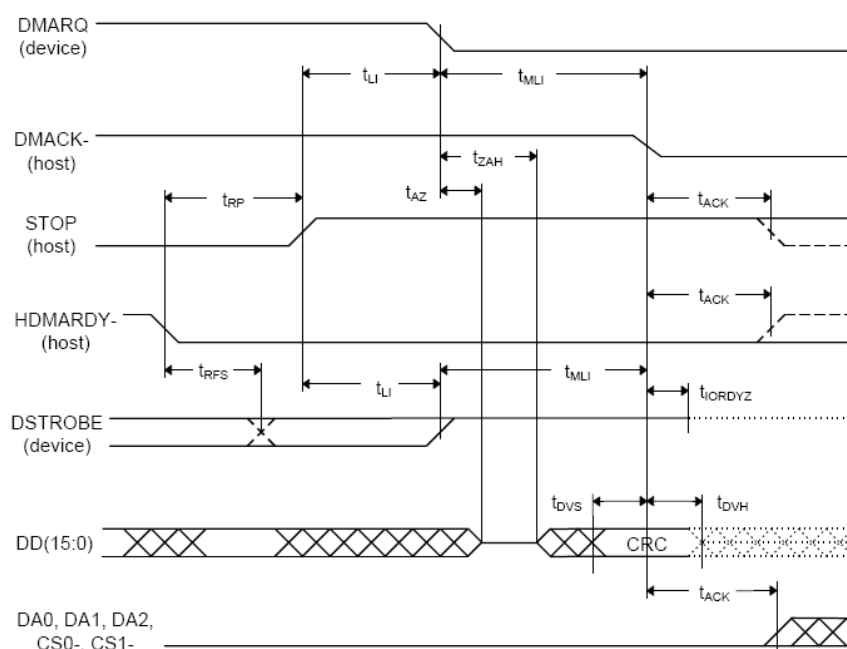 DMARQ
(device)
tLI
tMLI
DMACK-
(host)
tZAH
tAZ
tRP
tACK
STOP
(host)
tACK
HDMARDY-
(host)
tRFS
tLI
tMLI
tIORDYZ
DSTROBE
(device)
tDVS
tDVH
DD(15:0)
CRC
tACK
DA0, DA1, DA2,
CS0-, CS1-